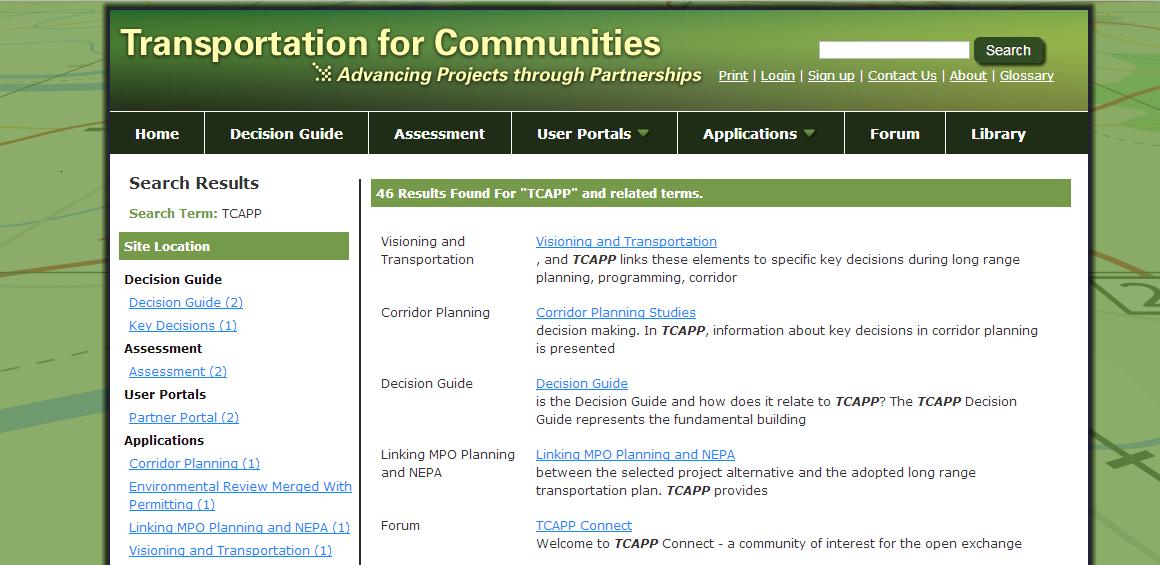 Transportation for Communities
Advancing Projects through Partnerships
Search
Print | Login | Sign up | Contact Us | About | Glossary
Home
Decision Guide
Assessment
User Portals
Applications
Forum
Library
Search Results
Search Term: TCAPP
Site Location
Decision Guide
Decision Guide (2)
Key Decisions (1)
Assessment
Assessment (2)
User Portals
Partner Portal (2)
Applications
Corridor Planning (1)
Environmental Review Merged With
Permitting (1)
Linking MPO Planning and NEPA (1)
Visioning and Transportation (1)
46 Results Found For "TCAPP" and related terms.
Visioning and
Transportation
Visioning and Transportation
, and TCAPP links these elements to specific key decisions during long range
planning, programming, corridor
Corridor Planning
Corridor Planning Studies
decision making. In TCAPP, information about key decisions in corridor planning
is presented
Decision Guide
Decision Guide
is the Decision Guide and how does it relate to TCAPP? The TCAPP Decision
Guide represents the fundamental building
Linking MPO Planning
and NEPA
Linking MPO Planning and NEPA
between the selected project alternative and the adopted long range
transportation plan. TCAPP provides
Forum
TCAPP Connect
Welcome to TCAPP Connect - a community of interest for the open exchange